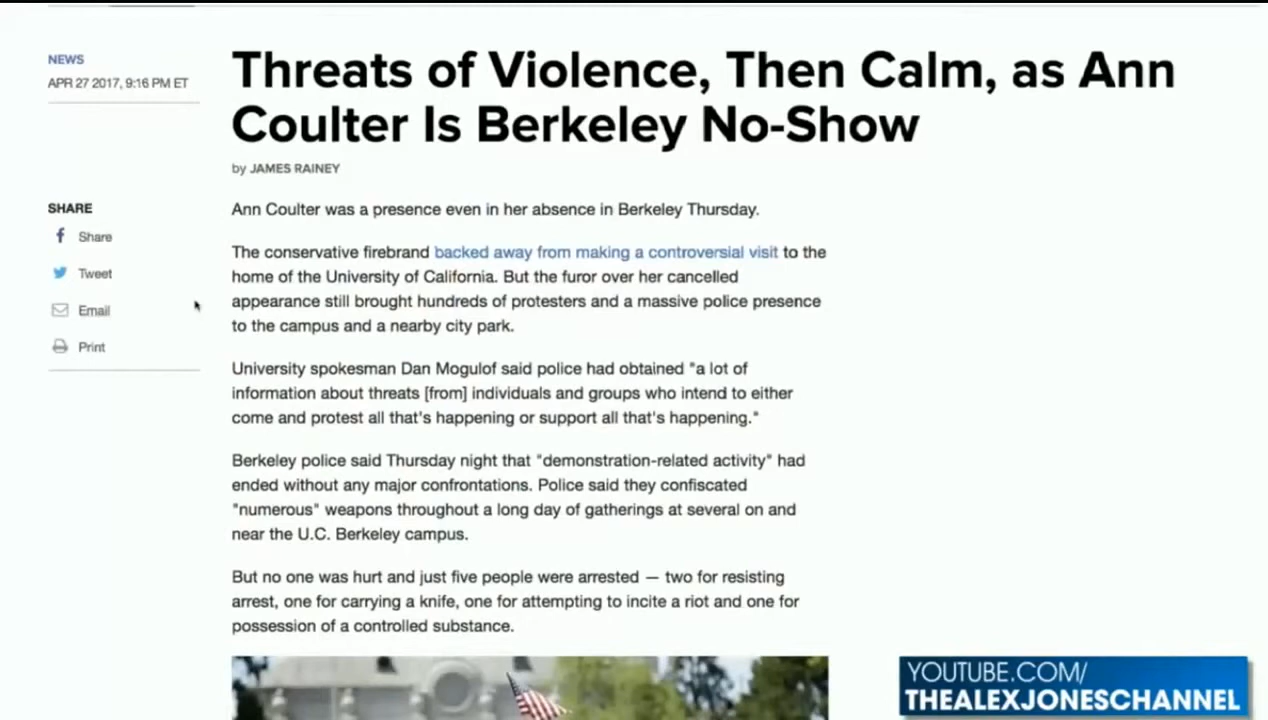 NEWS
APR 27 2017, 9:16 PM ET
Threats of Violence, Then Calm, as Ann
Coulter Is Berkeley No-Show
by JAMES RAINEY
SHARE
Share
Tweet
Email
Print
Ann Coulter was a presence even in her absence in Berkeley Thursday.
The conservative firebrand backed away from making a controversial visit to the
home of the University of California. But the furor over her cancelled
appearance still brought hundreds of protesters and a massive police presence
to the campus and a nearby city park.
University spokesman Dan Mogulof said police had obtained "a lot of
information about threats [from] individuals and groups who intend to either
come and protest all that's happening or support all that's happening."
Berkeley police said Thursday night that "demonstration-related activity" had
ended without any major confrontations. Police said they confiscated
"numerous" weapons throughout a long day of gatherings at several on and
near the U.C. Berkeley campus.
But no one was hurt and just five people were arrested — two for resisting
arrest, one for carrying a knife, one for attempting to incite a riot and one for
possession of a controlled substance.
YOUTUBE.COM/
THEALEXJONESCHANNEL